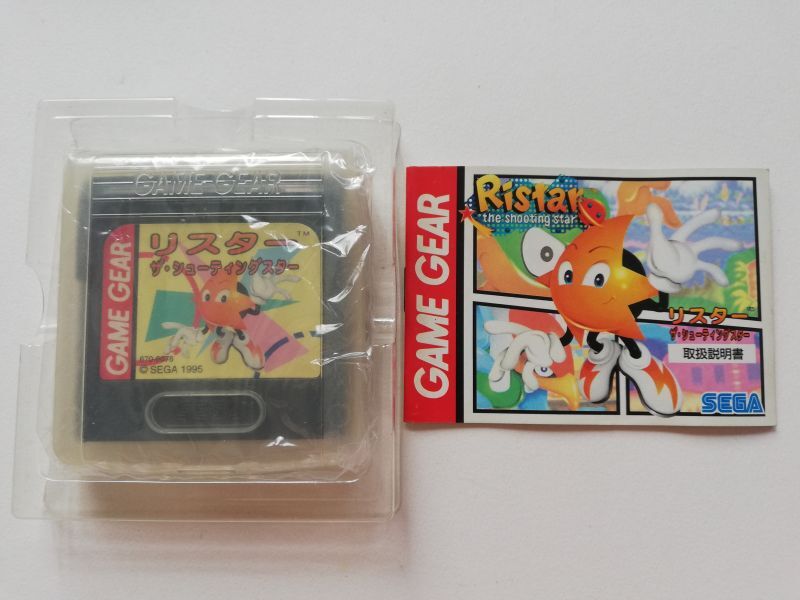 GAME GEAR
GAME GEAR
リスター™
ザ・シューティングスター
© SEGA 1995
GAME GEAR
Ristar
the shooting star
リスター
ザ・シューティングスター
取扱説明書
SEGA